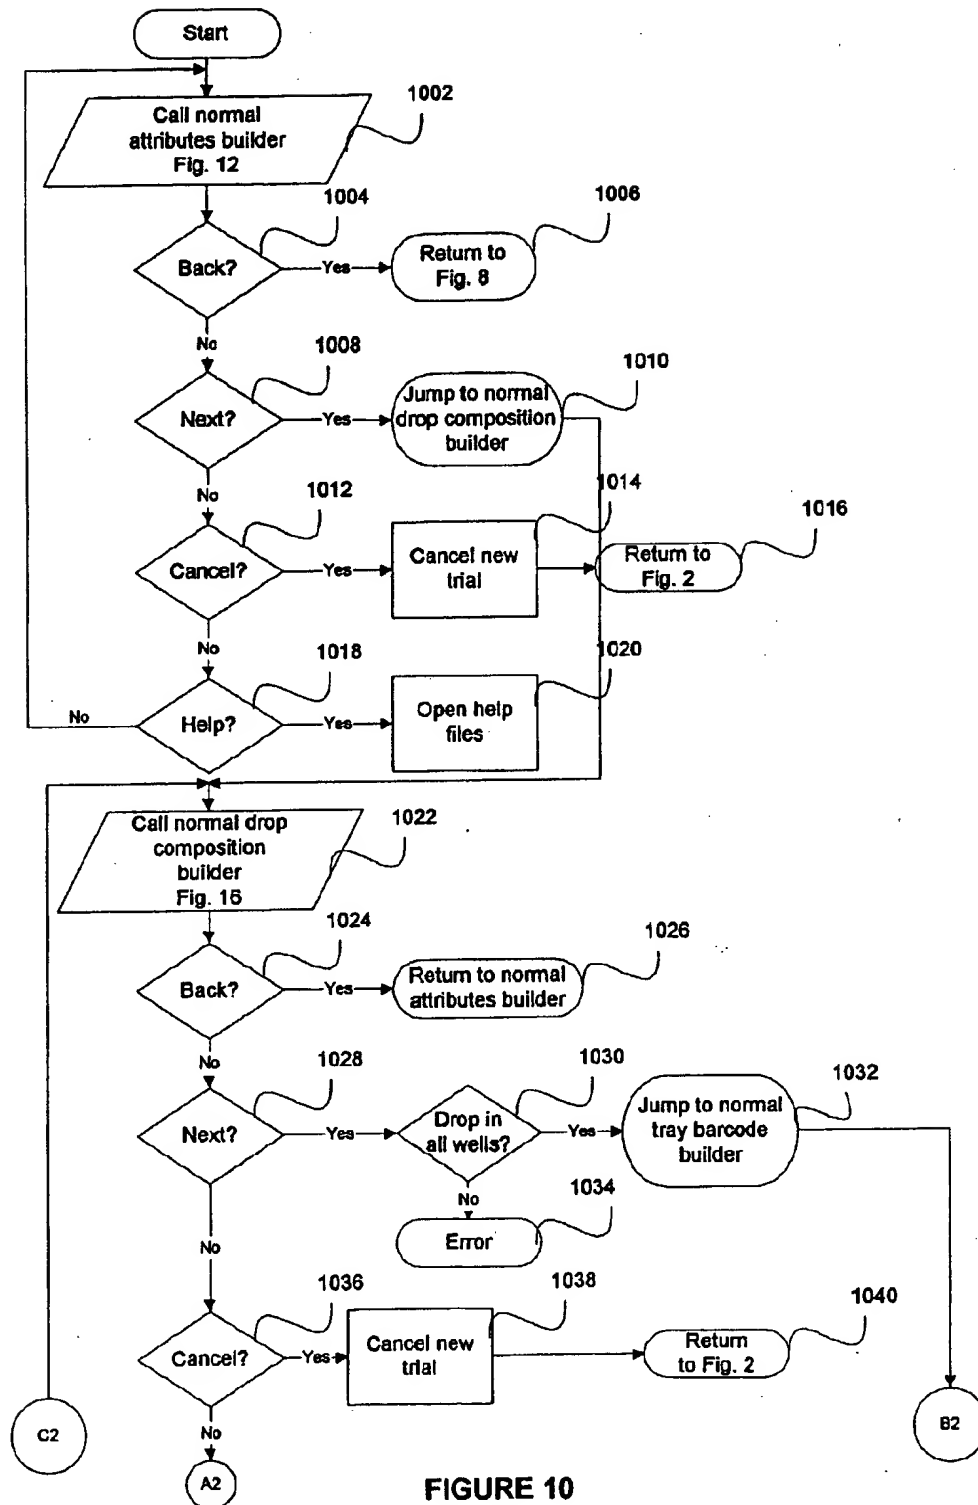 Start
Call normal
attributes builder
Fig. 12
1002
1004
1006
Back?
Yes
Return to
Fig. 8
No
1008
1010
Next?
Yes
Jump to normal
drop composition
builder
No
1012
1014
1016
Cancel?
Yes
Cancel new
trial
Return to
Fig. 2
No
1018
1020
No
Help?
Yes
Open help
files
Call normal drop
composition
builder
Fig. 15
1022
1024
1026
Back?
Yes
Return to normal
attributes builder
No
1028
1030
1032
Next?
Yes
Drop in
all wells?
Yes
Jump to normal
tray barcode
builder
No
1034
Error
No
1036
1038
1040
Cancel?
Yes
Cancel new
trial
Return
to Fig. 2
C2
No
B2
A2
FIGURE 10